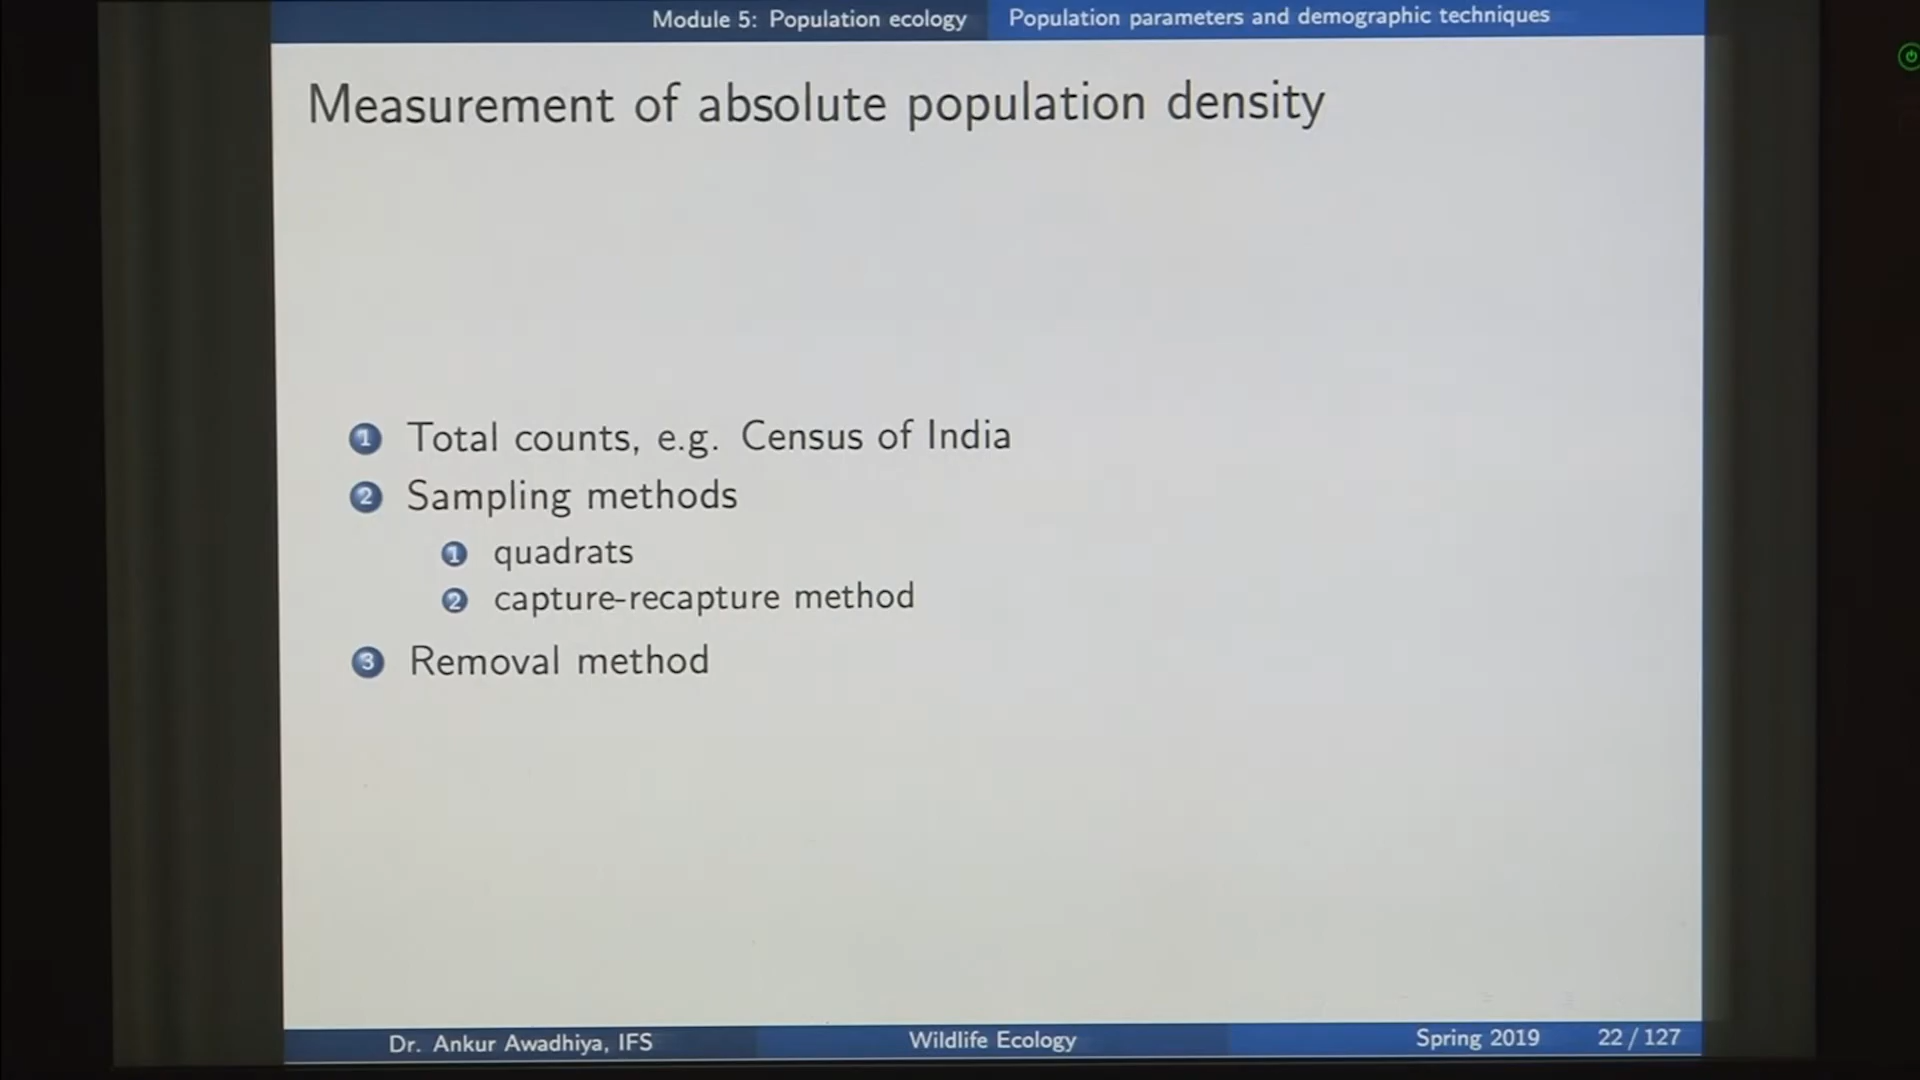 Module 5: Population ecology Population parameters and demographic techniques
Measurement of absolute population density
1 Total counts, e.g. Census of India
2 Sampling methods
1 quadrats
2 capture-recapture method
3 Removal method
Dr. Ankur Awadhiya, IFS Wildlife Ecology Spring 2019 22 / 127